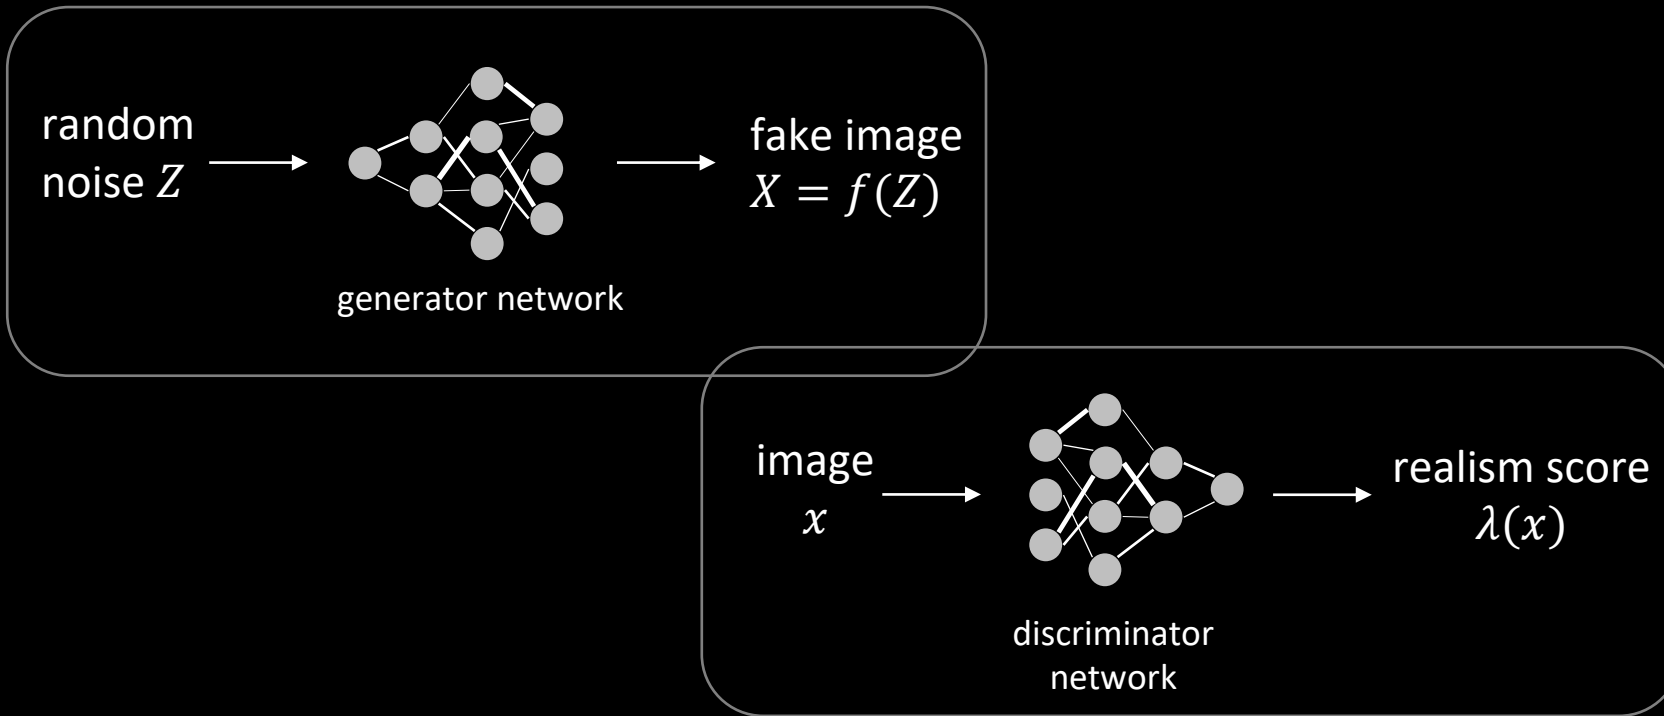 random
noise Z
fake image
X = f(Z)
generator network
image
x
realism score
λ(x)
discriminator
network